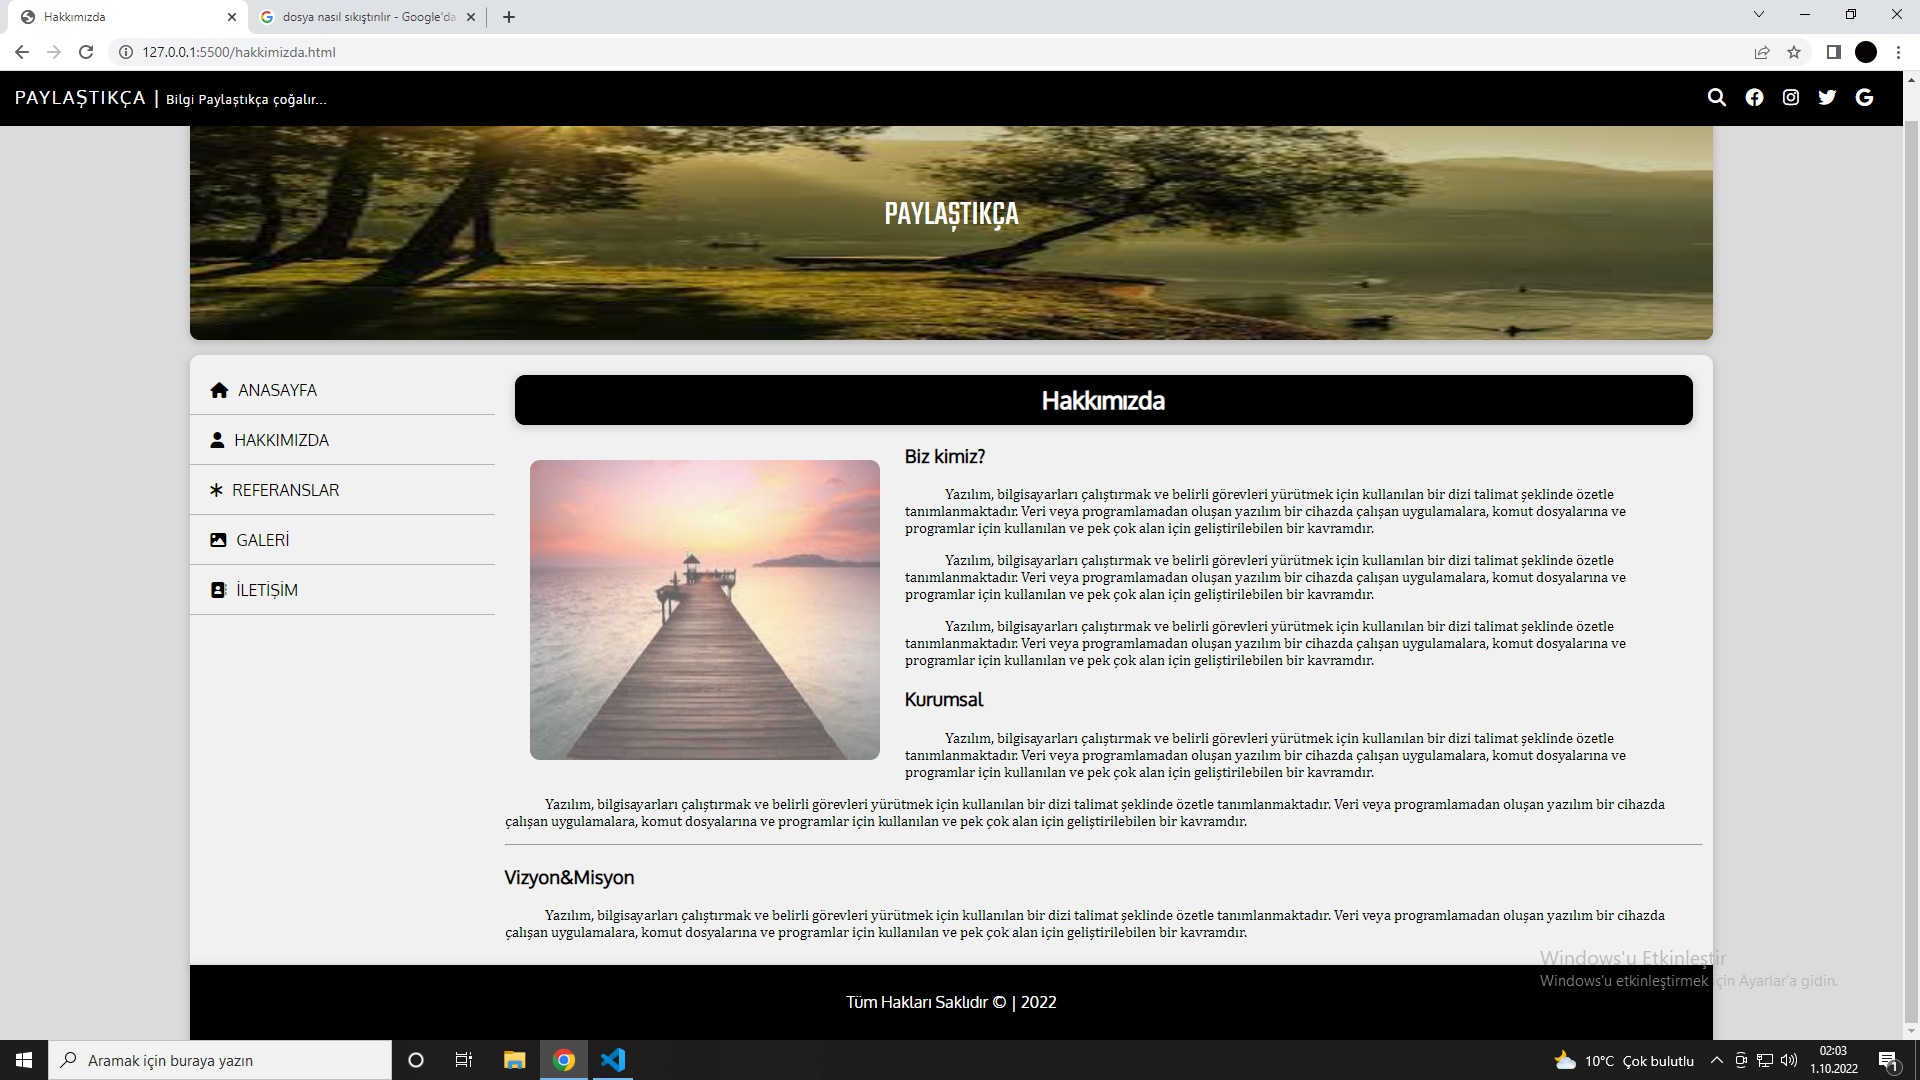 Hakkımızda
dosya nasıl sıkıştırılır - Google'da
127.0.0.1:5500/hakkimizda.html
PAYLAŞTIKÇA | Bilgi Paylaştıkça çoğalır...
PAYLAŞTIKÇA
ANASAYFA
HAKKIMIZDA
REFERANSLAR
GALERİ
İLETİŞİM
Hakkımızda
Biz kimiz?
Yazılım, bilgisayarları çalıştırmak ve belirli görevleri yürütmek için kullanılan bir dizi talimat şeklinde özetle
tanımlanmaktadır. Veri veya programlamadan oluşan yazılım bir cihazda çalışan uygulamalara, komut dosyalarına ve
programlar için kullanılan ve pek çok alan için geliştirilebilen bir kavramdır.
Yazılım, bilgisayarları çalıştırmak ve belirli görevleri yürütmek için kullanılan bir dizi talimat şeklinde özetle
tanımlanmaktadır. Veri veya programlamadan oluşan yazılım bir cihazda çalışan uygulamalara, komut dosyalarına ve
programlar için kullanılan ve pek çok alan için geliştirilebilen bir kavramdır.
Yazılım, bilgisayarları çalıştırmak ve belirli görevleri yürütmek için kullanılan bir dizi talimat şeklinde özetle
tanımlanmaktadır. Veri veya programlamadan oluşan yazılım bir cihazda çalışan uygulamalara, komut dosyalarına ve
programlar için kullanılan ve pek çok alan için geliştirilebilen bir kavramdır.
Kurumsal
Yazılım, bilgisayarları çalıştırmak ve belirli görevleri yürütmek için kullanılan bir dizi talimat şeklinde özetle
tanımlanmaktadır. Veri veya programlamadan oluşan yazılım bir cihazda çalışan uygulamalara, komut dosyalarına ve
programlar için kullanılan ve pek çok alan için geliştirilebilen bir kavramdır.
Yazılım, bilgisayarları çalıştırmak ve belirli görevleri yürütmek için kullanılan bir dizi talimat şeklinde özetle tanımlanmaktadır. Veri veya programlamadan oluşan yazılım bir cihazda
çalışan uygulamalara, komut dosyalarına ve programlar için kullanılan ve pek çok alan için geliştirilebilen bir kavramdır.
Vizyon&Misyon
Yazılım, bilgisayarları çalıştırmak ve belirli görevleri yürütmek için kullanılan bir dizi talimat şeklinde özetle tanımlanmaktadır. Veri veya programlamadan oluşan yazılım bir cihazda
çalışan uygulamalara, komut dosyalarına ve programlar için kullanılan ve pek çok alan için geliştirilebilen bir kavramdır.
Windows'u Etkinleştir
Windows'u etkinleştirmek için Ayarlar'a gidin.
Tüm Hakları Saklıdır © | 2022
Aramak için buraya yazın
10°C Çok bulutlu
02:03
1.10.2022
1